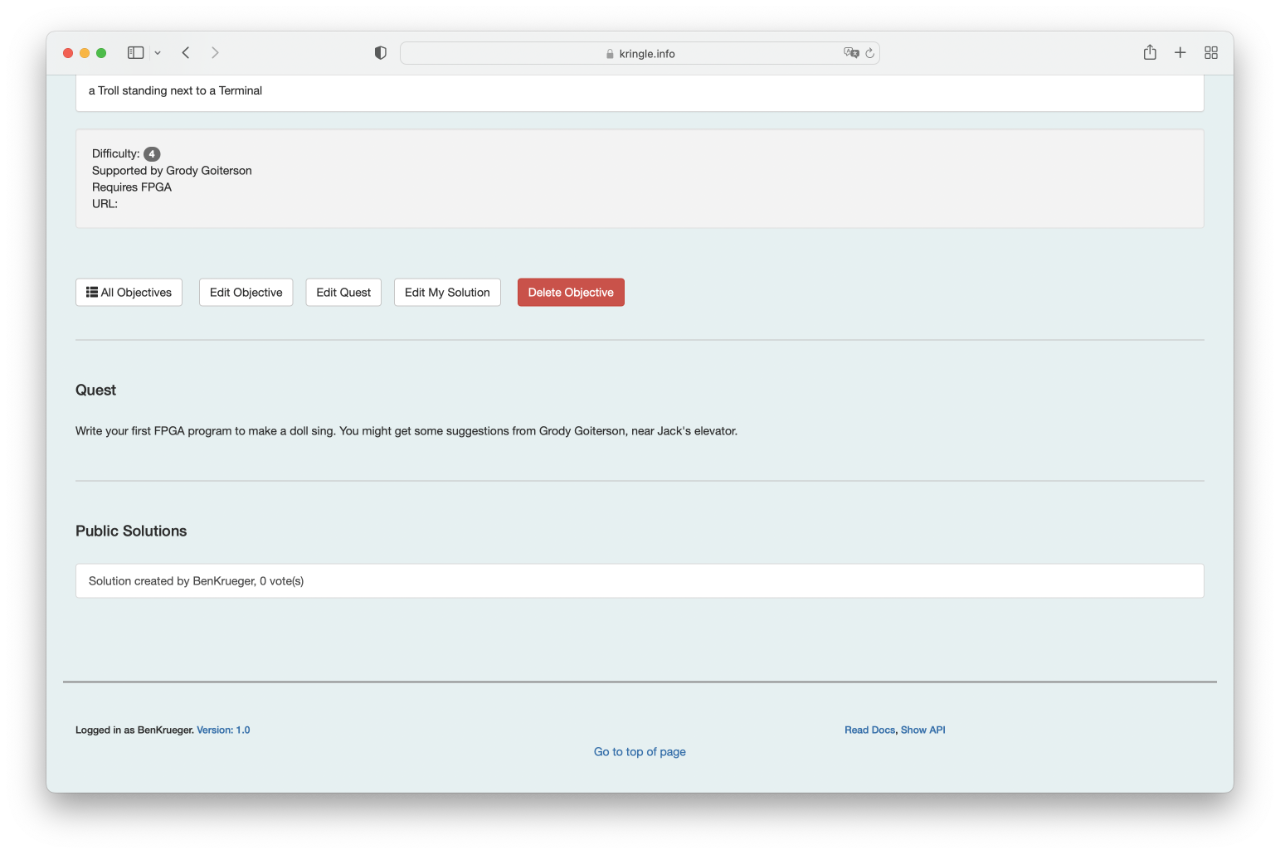 kringle.info
a Troll standing next to a Terminal
Difficulty: 4
Supported by Grody Goiterson
Requires FPGA
URL:
All Objectives Edit Objective Edit Quest Edit My Solution Delete Objective
Quest
Write your first FPGA program to make a doll sing. You might get some suggestions from Grody Goiterson, near Jack's elevator.
Public Solutions
Solution created by BenKrueger, 0 vote(s)
Logged in as BenKrueger. Version: 1.0 Read Docs, Show API
Go to top of page